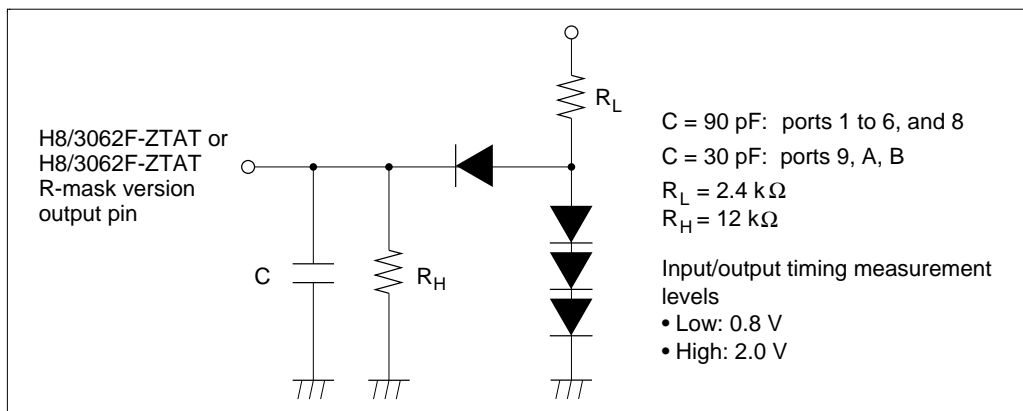 H8/3062F-ZTAT or
H8/3062F-ZTAT
R-mask version
output pin
C
R_H
R_L
C = 90 pF: ports 1 to 6, and 8
C = 30 pF: ports 9, A, B
R_L = 2.4 kΩ
R_H = 12 kΩ
Input/output timing measurement
levels
• Low: 0.8 V
• High: 2.0 V